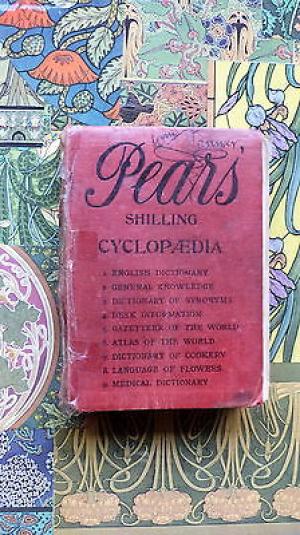 Pears'
SHILLING
CYCLOPÆDIA
1. ENGLISH DICTIONARY
2. GENERAL KNOWLEDGE
3. DICTIONARY OF SYNONYMS
4. DESK INFORMATION
5. GAZETTEER OF THE WORLD
6. ATLAS OF THE WORLD
7. DICTIONARY OF COOKERY
8. LANGUAGE OF FLOWERS
9. MEDICAL DICTIONARY